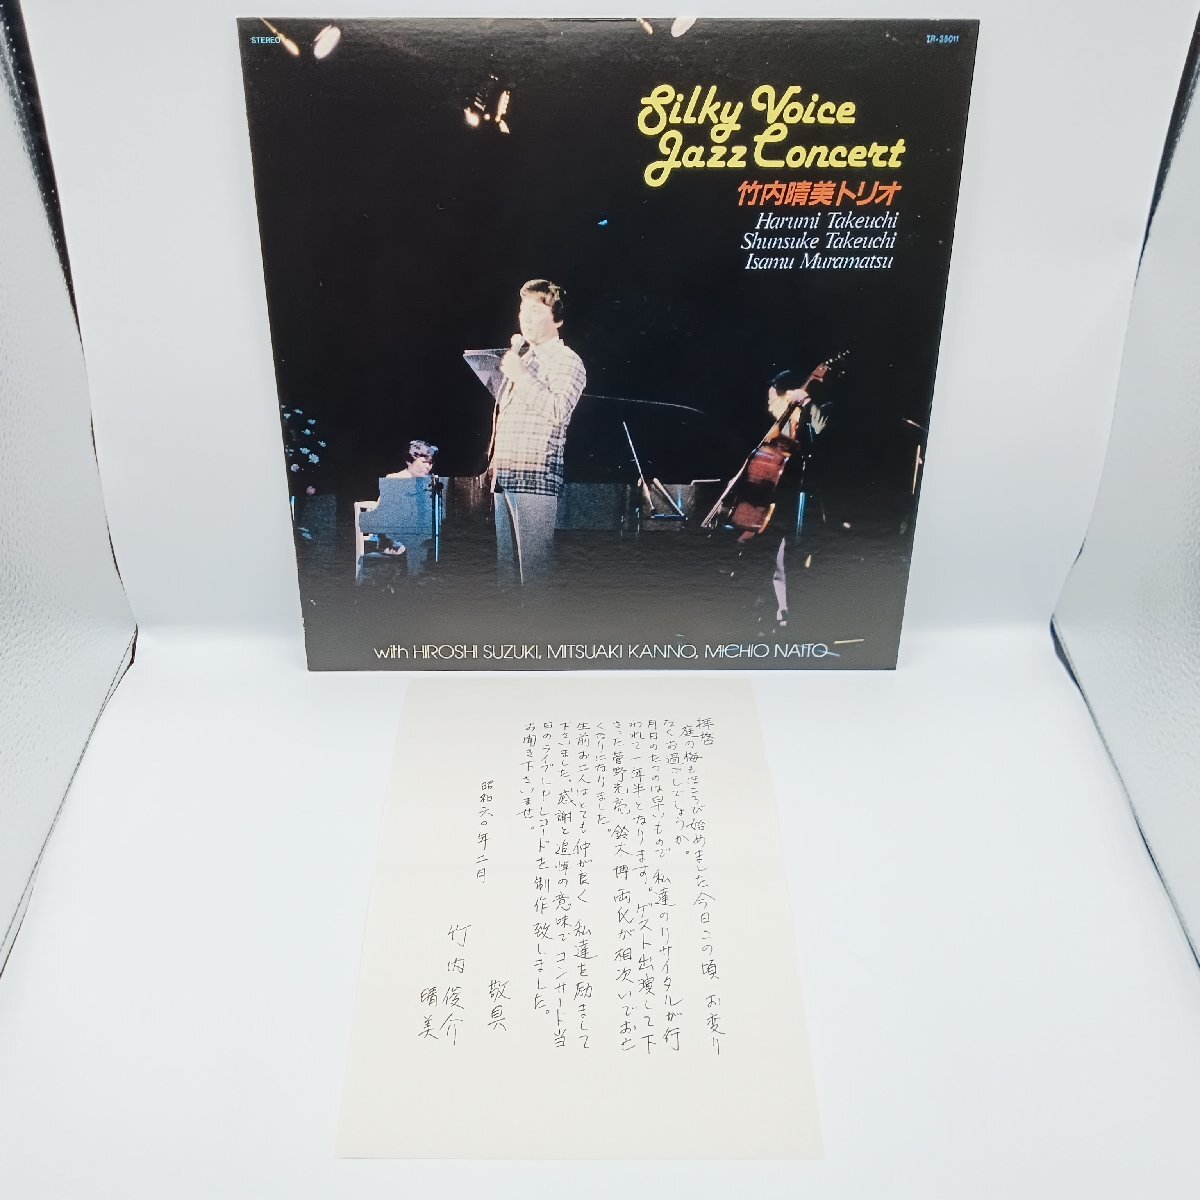 STEREO
TR-35011
Silky Voice
Jazz Concert
竹内晴美トリオ
Harumi Takeuchi
Shunsuke Takeuchi
Isamu Muramatsu
with HIROSHI SUZUKI, MITSUAKI KANNO, MICHIO NAITO
拝啓
庭の梅もほころび始めました今日この頃 お変り
なくお過ごしでしょうか。
月日のたつのは早いもので 私達のリサイタルが行
われて一年半となります。ゲスト出演して下
さった菅野光亮、鈴木博両氏が相次いでお亡
くなりになりました。
生前お二人はとても仲が良く 私達を励まして
下さいました。感謝と追悼の意味でコンサート当
日のライブLPレコードを制作致しました。
お聞き下さいませ。
敬具
昭和六〇年二月
竹内俊介
晴美